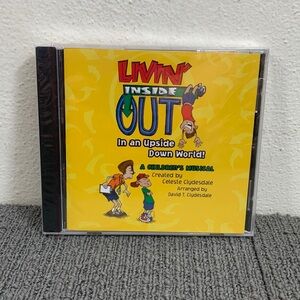 LIVIN'
INSIDE
OUT
In an Upside
Down World!
A CHILDREN'S MUSICAL
Created by
Celeste Clydesdale
Arranged by
David T. Clydesdale